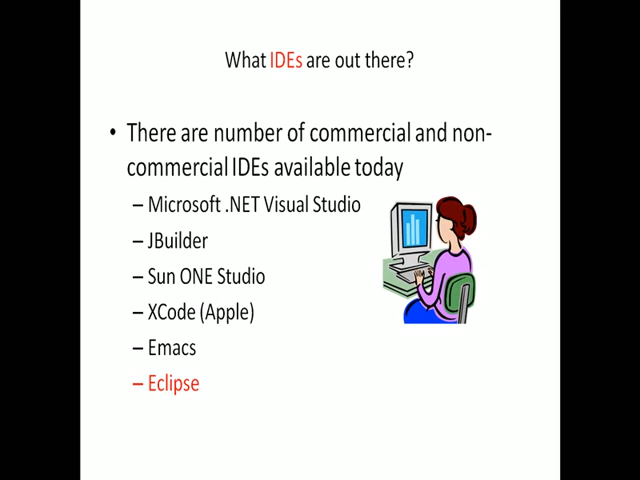 What IDEs are out there?
• There are number of commercial and non-
commercial IDEs available today
– Microsoft .NET Visual Studio
– JBuilder
– Sun ONE Studio
– XCode (Apple)
– Emacs
– Eclipse